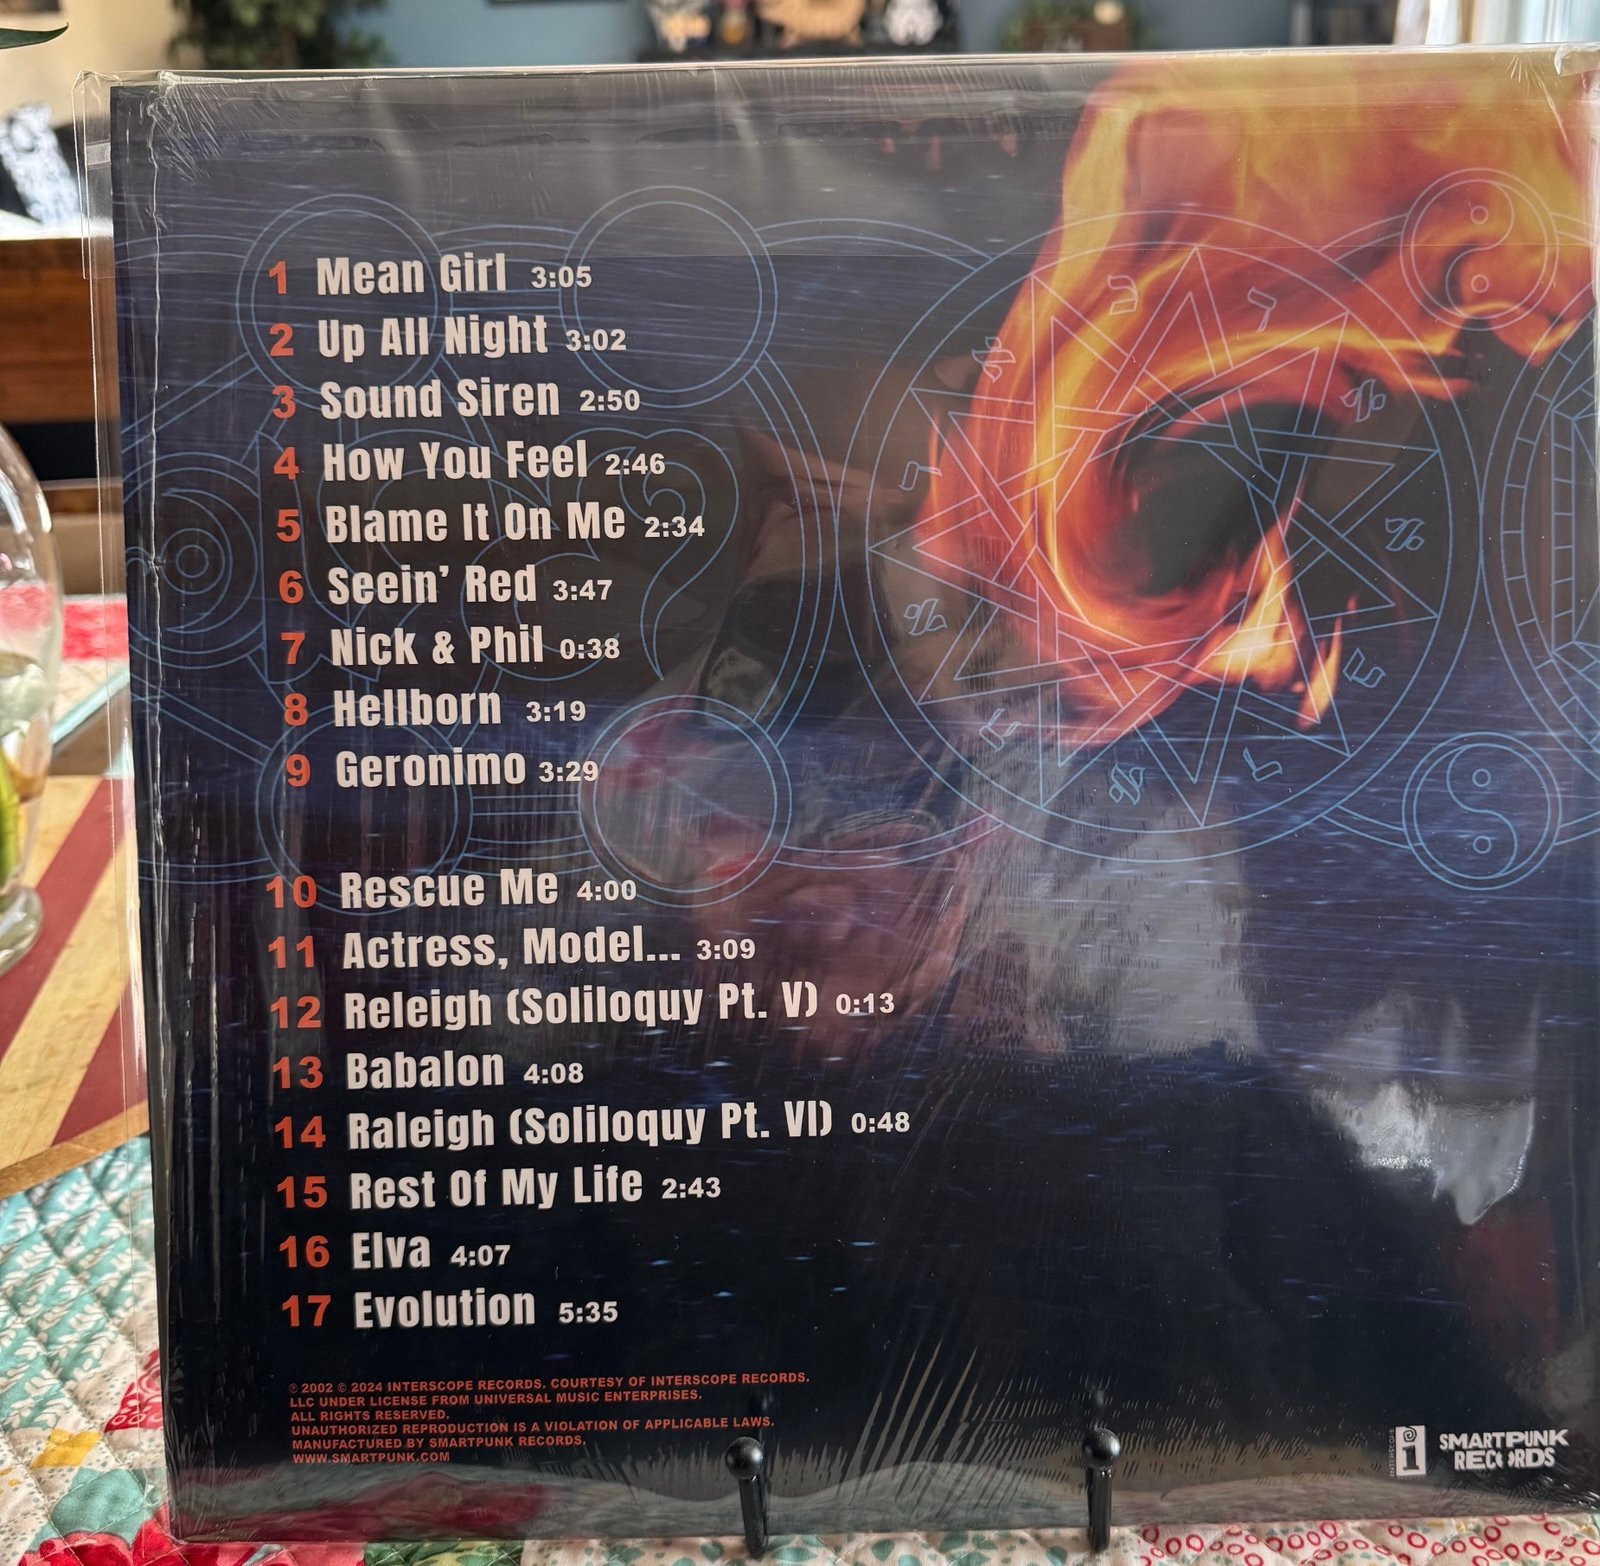 1 Mean Girl 3:05
2 Up All Night 3:02
3 Sound Siren 2:50
4 How You Feel 2:46
5 Blame It On Me 2:34
6 Seein' Red 3:47
7 Nick & Phil 0:38
8 Hellborn 3:19
9 Geronimo 3:29
10 Rescue Me 4:00
11 Actress, Model... 3:09
12 Releigh (Soliloquy Pt. V) 0:13
13 Babalon 4:08
14 Raleigh (Soliloquy Pt. VI) 0:48
15 Rest Of My Life 2:43
16 Elva 4:07
17 Evolution 5:35
℗ 2002 © 2024 INTERSCOPE RECORDS. COURTESY OF INTERSCOPE RECORDS.
LLC UNDER LICENSE FROM UNIVERSAL MUSIC ENTERPRISES.
ALL RIGHTS RESERVED.
UNAUTHORIZED REPRODUCTION IS A VIOLATION OF APPLICABLE LAWS.
MANUFACTURED BY SMARTPUNK RECORDS.
WWW.SMARTPUNK.COM
INTERSCOPE
i
SMARTPUNK
RECORDS